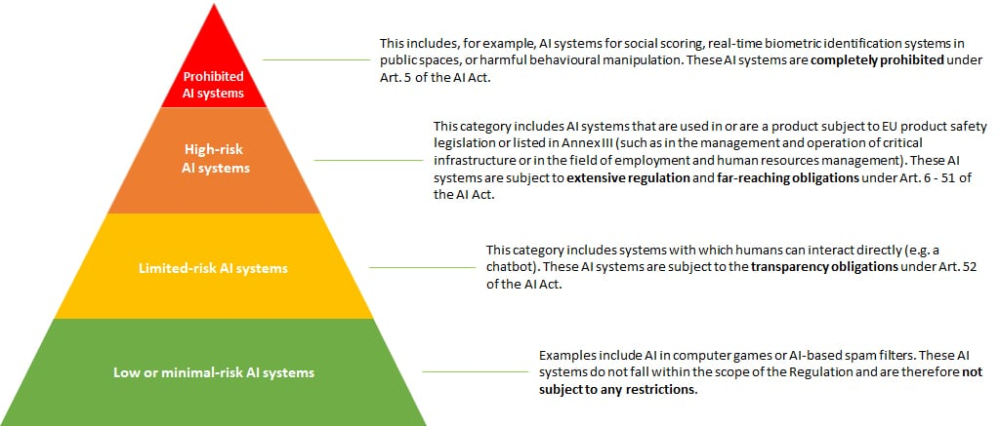 Prohibited
AI systems
This includes, for example, AI systems for social scoring, real-time biometric identification systems in
public spaces, or harmful behavioural manipulation. These AI systems are completely prohibited under
Art. 5 of the AI Act.
High-risk
AI systems
This category includes AI systems that are used in or are a product subject to EU product safety
legislation or listed in Annex III (such as in the management and operation of critical
infrastructure or in the field of employment and human resources management). These AI
systems are subject to extensive regulation and far-reaching obligations under Art. 6 - 51 of
the AI Act.
Limited-risk AI systems
This category includes systems with which humans can interact directly (e.g. a
chatbot). These AI systems are subject to the transparency obligations under Art. 52
of the AI Act.
Low or minimal-risk AI systems
Examples include AI in computer games or AI-based spam filters. These AI
systems do not fall within the scope of the Regulation and are therefore not
subject to any restrictions.